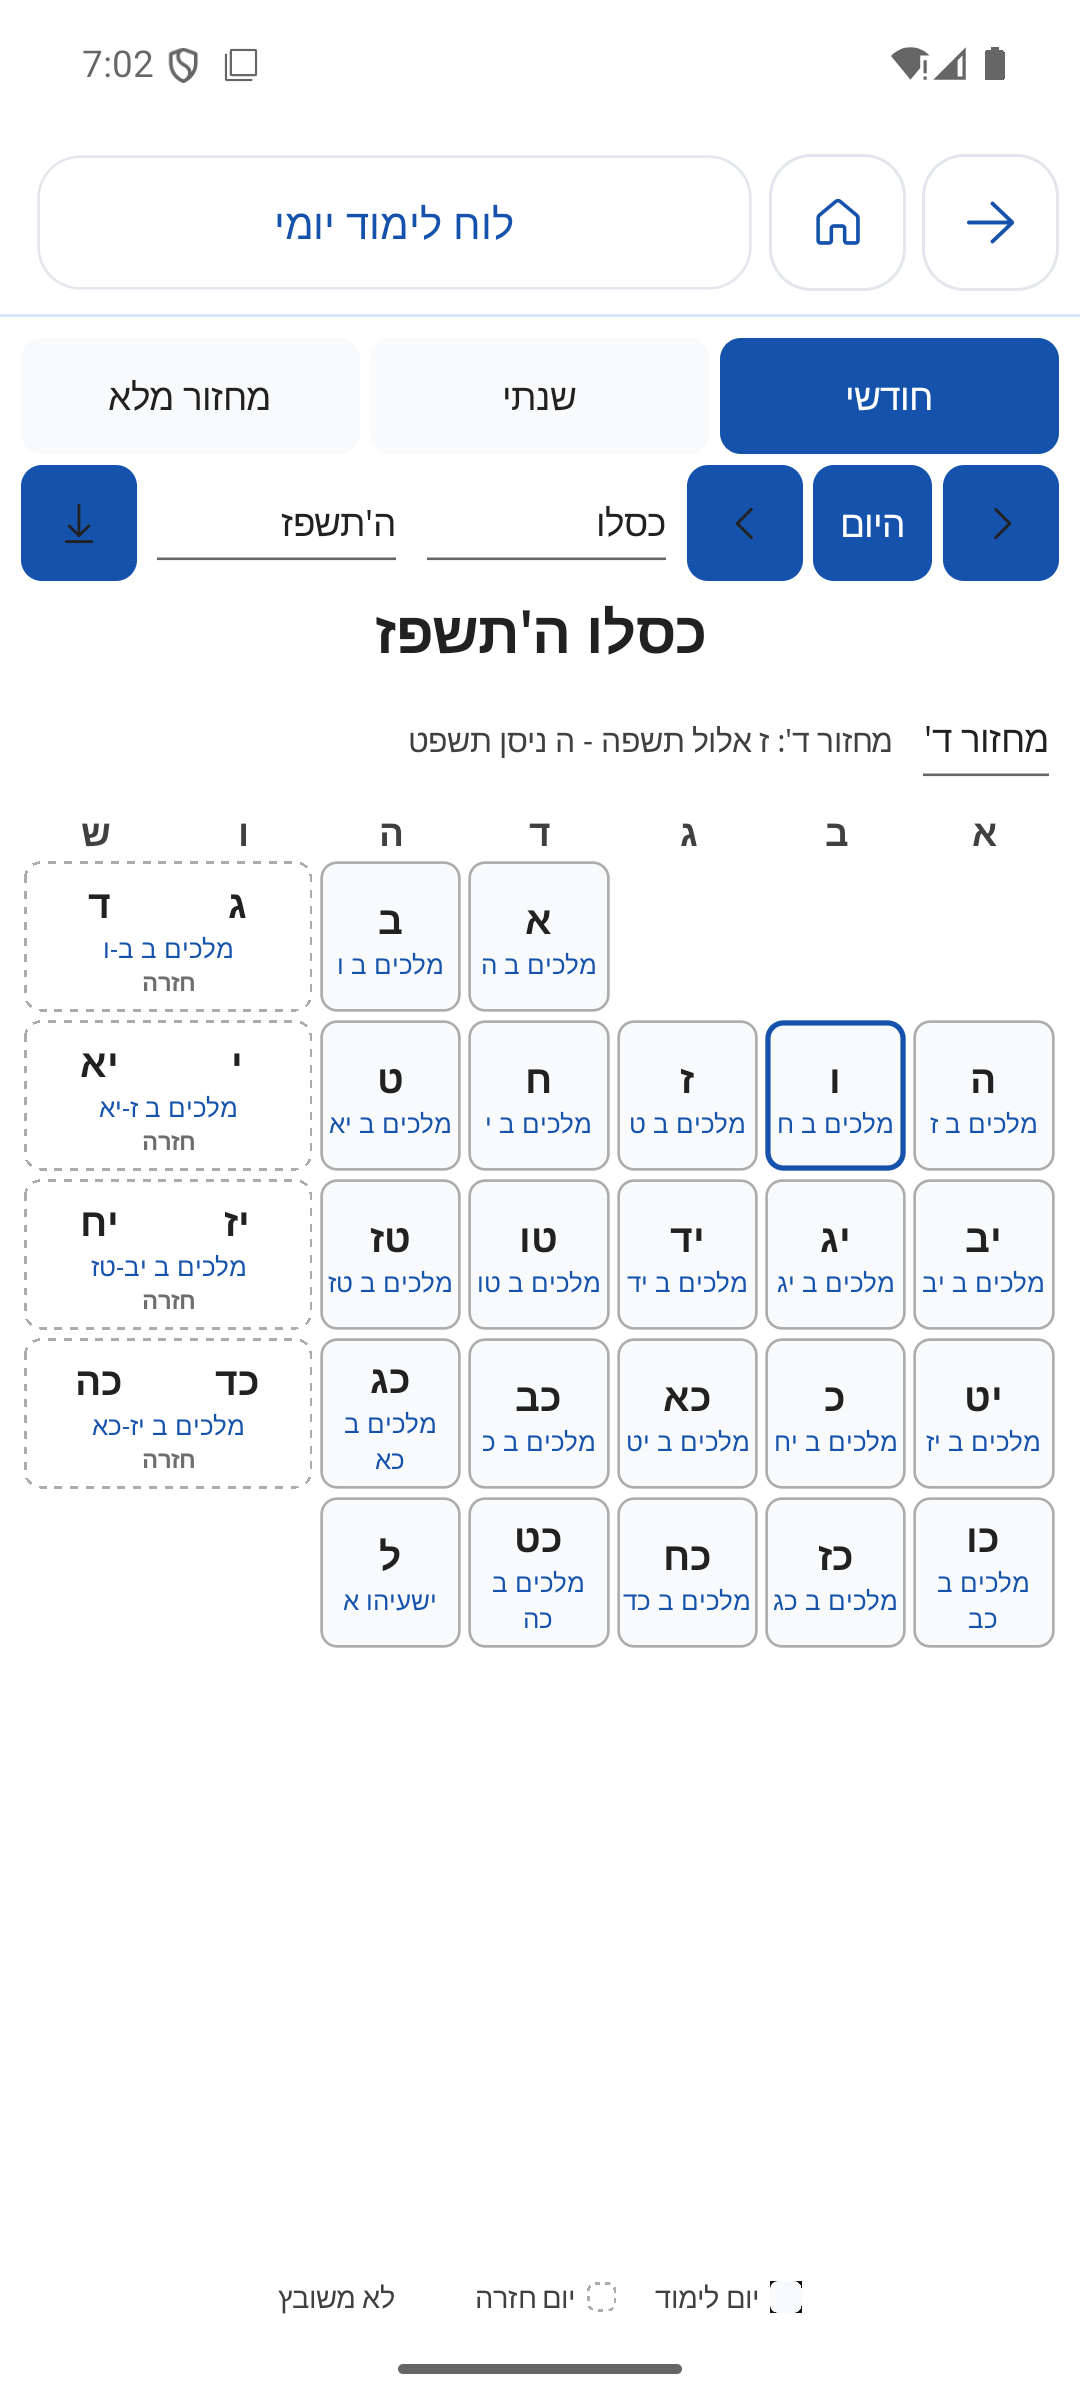 7:02
לוח לימוד יומי
חודשי שנתי מחזור מלא
היום כסלו ה'תשפז
כסלו ה'תשפז
מחזור ד' מחזור ד': ז אלול תשפה - ה ניסן תשפט
א ב ג ד ה ו ש
א ב ג ד
מלכים ב ה מלכים ב ו מלכים ב ב-ו
חזרה
ה ו ז ח ט י יא
מלכים ב ז מלכים ב ח מלכים ב ט מלכים ב י מלכים ב יא מלכים ב ז-יא
חזרה
יב יג יד טו טז יז יח
מלכים ב יב מלכים ב יג מלכים ב יד מלכים ב טו מלכים ב טז מלכים ב יב-טז
חזרה
יט כ כא כב כג כד כה
מלכים ב יז מלכים ב יח מלכים ב יט מלכים ב כ מלכים ב כא מלכים ב יז-כא
חזרה
כו כז כח כט ל
מלכים ב כב מלכים ב כג מלכים ב כד מלכים ב כה ישעיהו א
יום לימוד יום חזרה לא משובץ